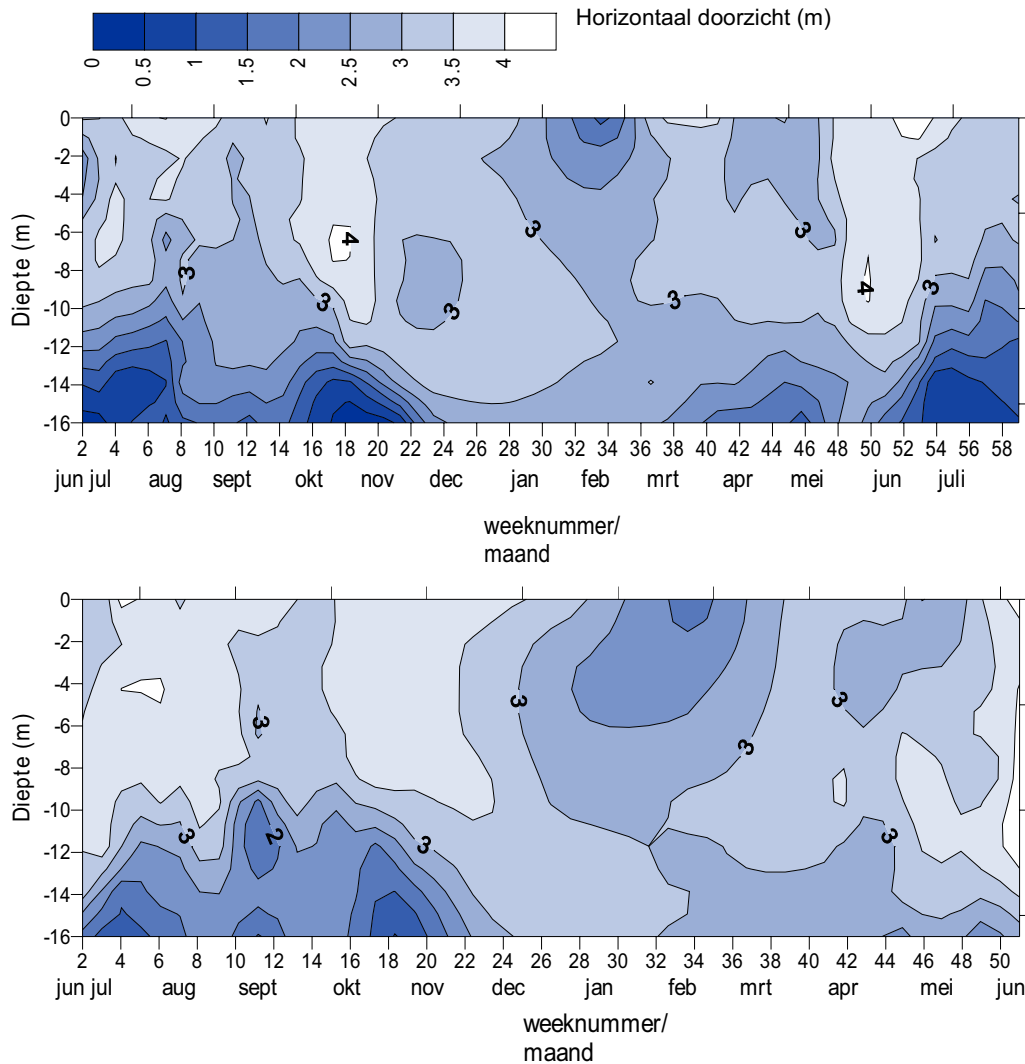 Horizontaal doorzicht (m)
0 0.5 1 1.5 2 2.5 3 3.5 4
Diepte (m)
0
-2
-4
-6
-8
-10
-12
-14
-16
3 3 4 3 3 3 3 4 3
2 4 6 8 10 12 14 16 18 20 22 24 26 28 30 32 34 36 38 40 42 44 46 48 50 52 54 56 58
jun jul aug sept okt nov dec jan feb mrt apr mei jun juli
weeknummer/
maand
Diepte (m)
0
-2
-4
-6
-8
-10
-12
-14
-16
3 3 2 3 3 3 3 3
2 4 6 8 10 12 14 16 18 20 22 24 26 28 30 32 34 36 38 40 42 44 46 48 50
jun jul aug sept okt nov dec jan feb mrt apr mei jun
weeknummer/
maand